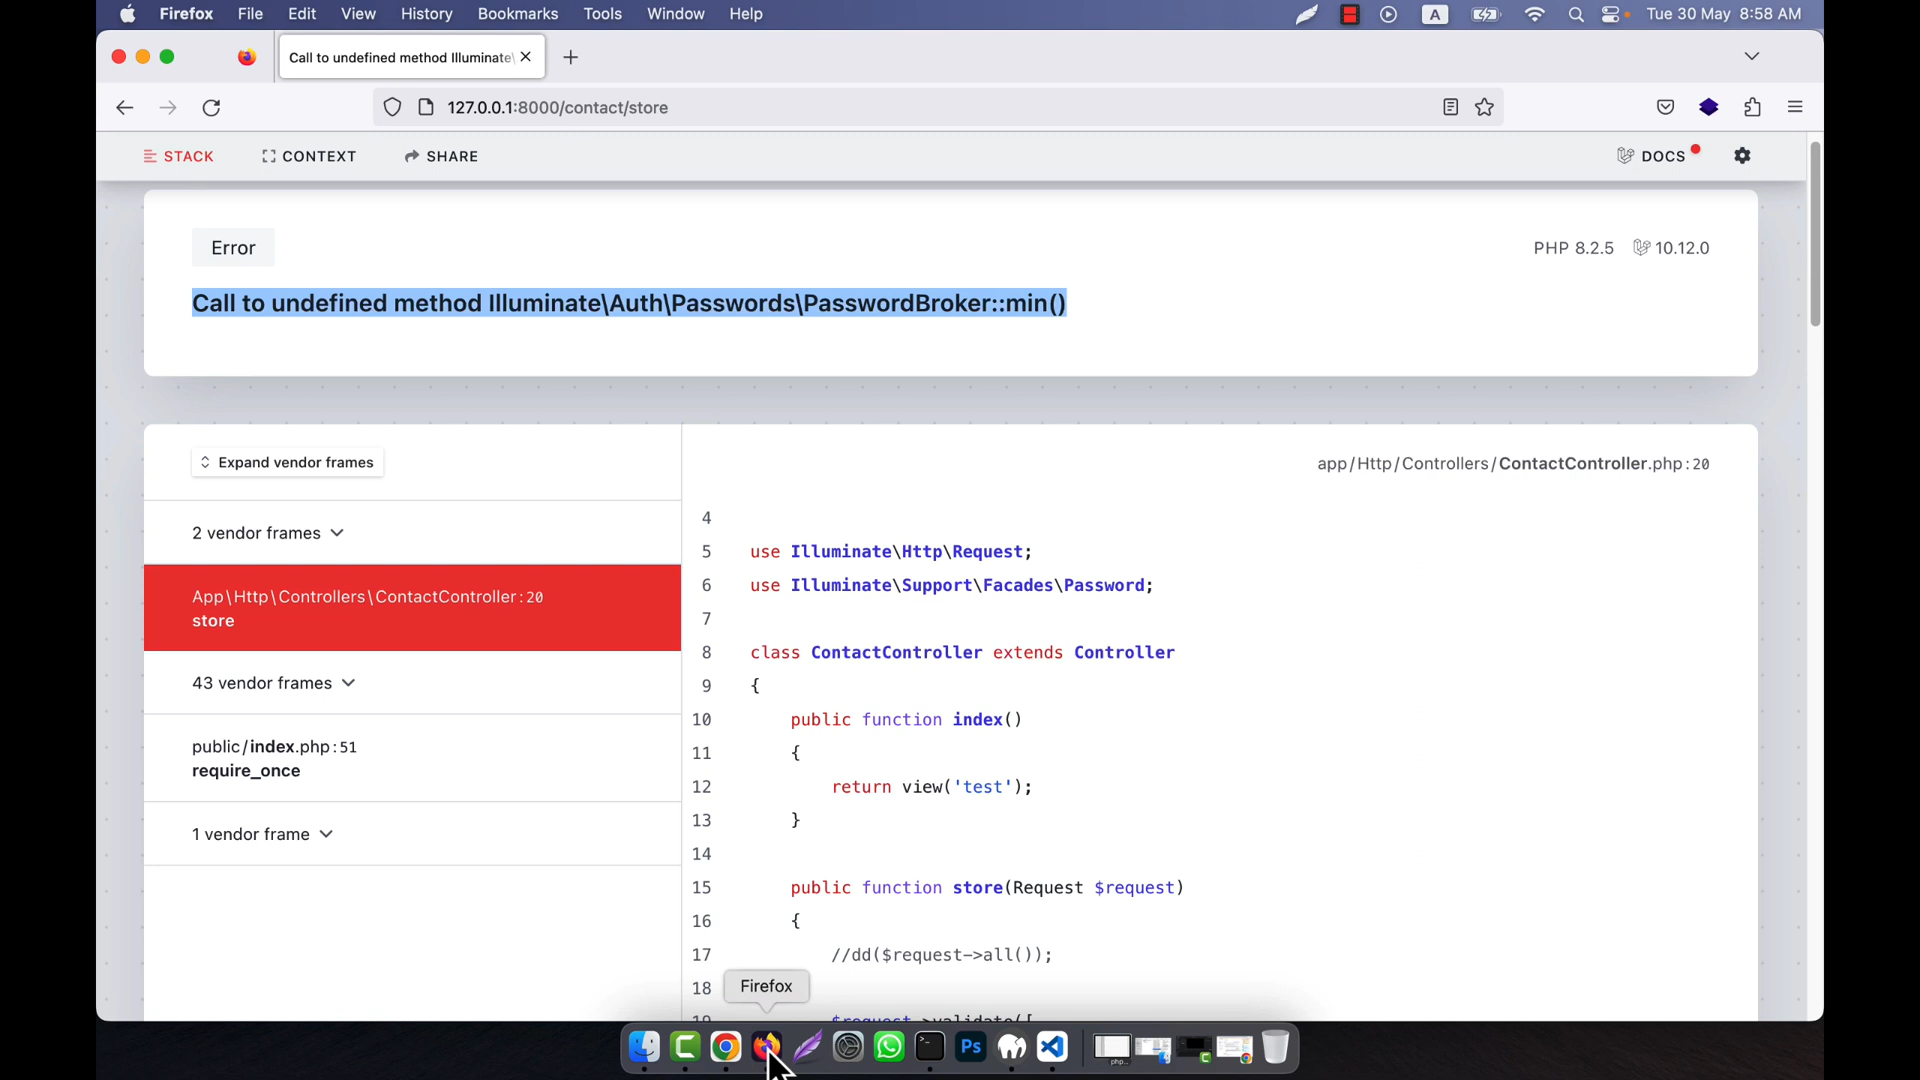 Firefox File Edit View History Bookmarks Tools Window Help A Tue 30 May 8:58 AM
Call to undefined method Illuminate\
127.0.0.1:8000/contact/store
STACK CONTEXT SHARE DOCS
Error PHP 8.2.5 10.12.0
Call to undefined method Illuminate\Auth\Passwords\PasswordBroker::min()
Expand vendor frames
2 vendor frames
App\Http\Controllers\ContactController:20
store
43 vendor frames
public/index.php:51
require_once
1 vendor frame
app/Http/Controllers/ContactController.php:20
4
5 use Illuminate\Http\Request;
6 use Illuminate\Support\Facades\Password;
7
8 class ContactController extends Controller
9 {
10 public function index()
11 {
12 return view('test');
13 }
14
15 public function store(Request $request)
16 {
17 //dd($request->all());
18
19 $request->validate([
Firefox
Ps
php